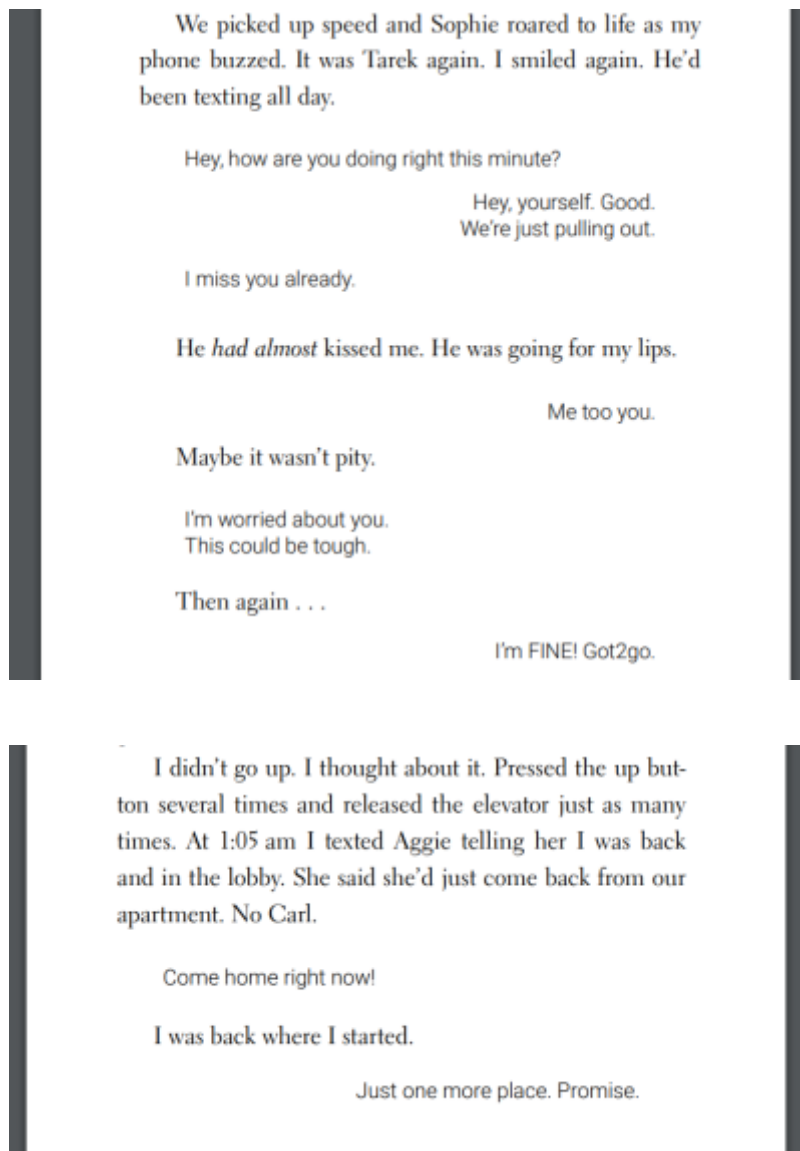 We picked up speed and Sophie roared to life as my
phone buzzed. It was Tarek again. I smiled again. He’d
been texting all day.
Hey, how are you doing right this minute?
Hey, yourself. Good.
We’re just pulling out.
I miss you already.
He had almost kissed me. He was going for my lips.
Me too you.
Maybe it wasn’t pity.
I’m worried about you.
This could be tough.
Then again . . .
I’m FINE! Got2go.
I didn’t go up. I thought about it. Pressed the up but-
ton several times and released the elevator just as many
times. At 1:05 am I texted Aggie telling her I was back
and in the lobby. She said she’d just come back from our
apartment. No Carl.
Come home right now!
I was back where I started.
Just one more place. Promise.